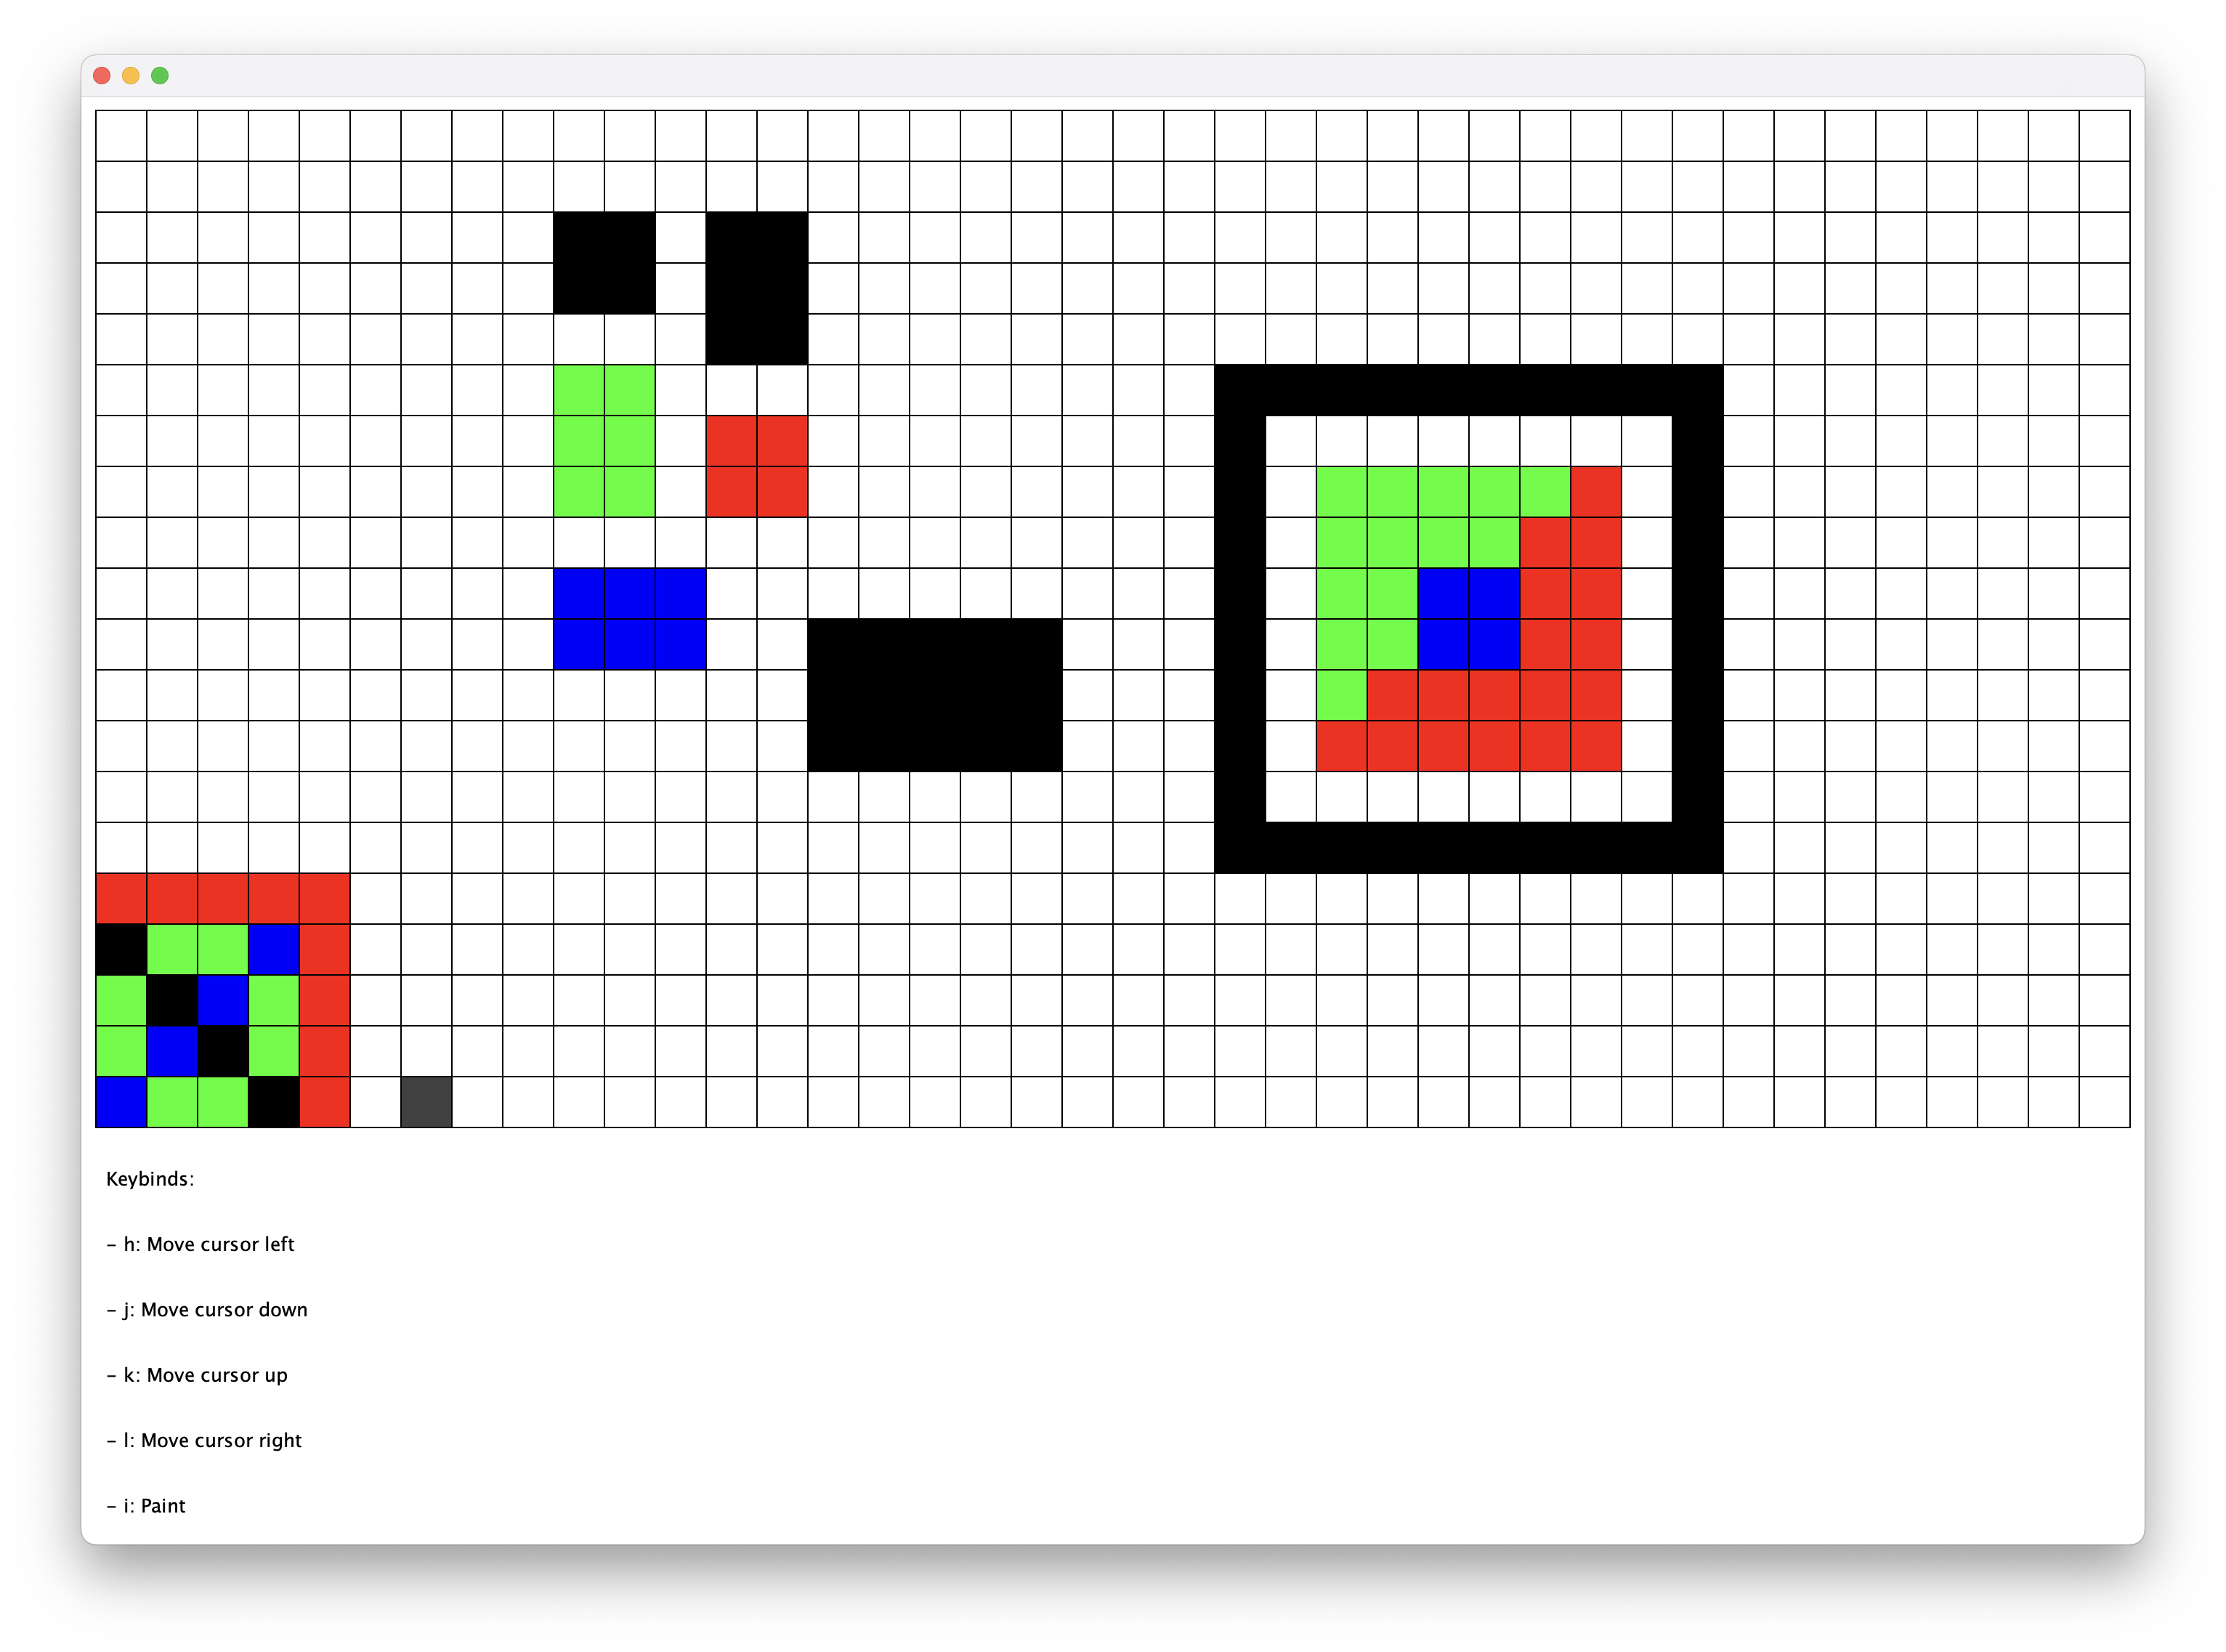 Keybinds:
- h: Move cursor left
- j: Move cursor down
- k: Move cursor up
- l: Move cursor right
- i: Paint